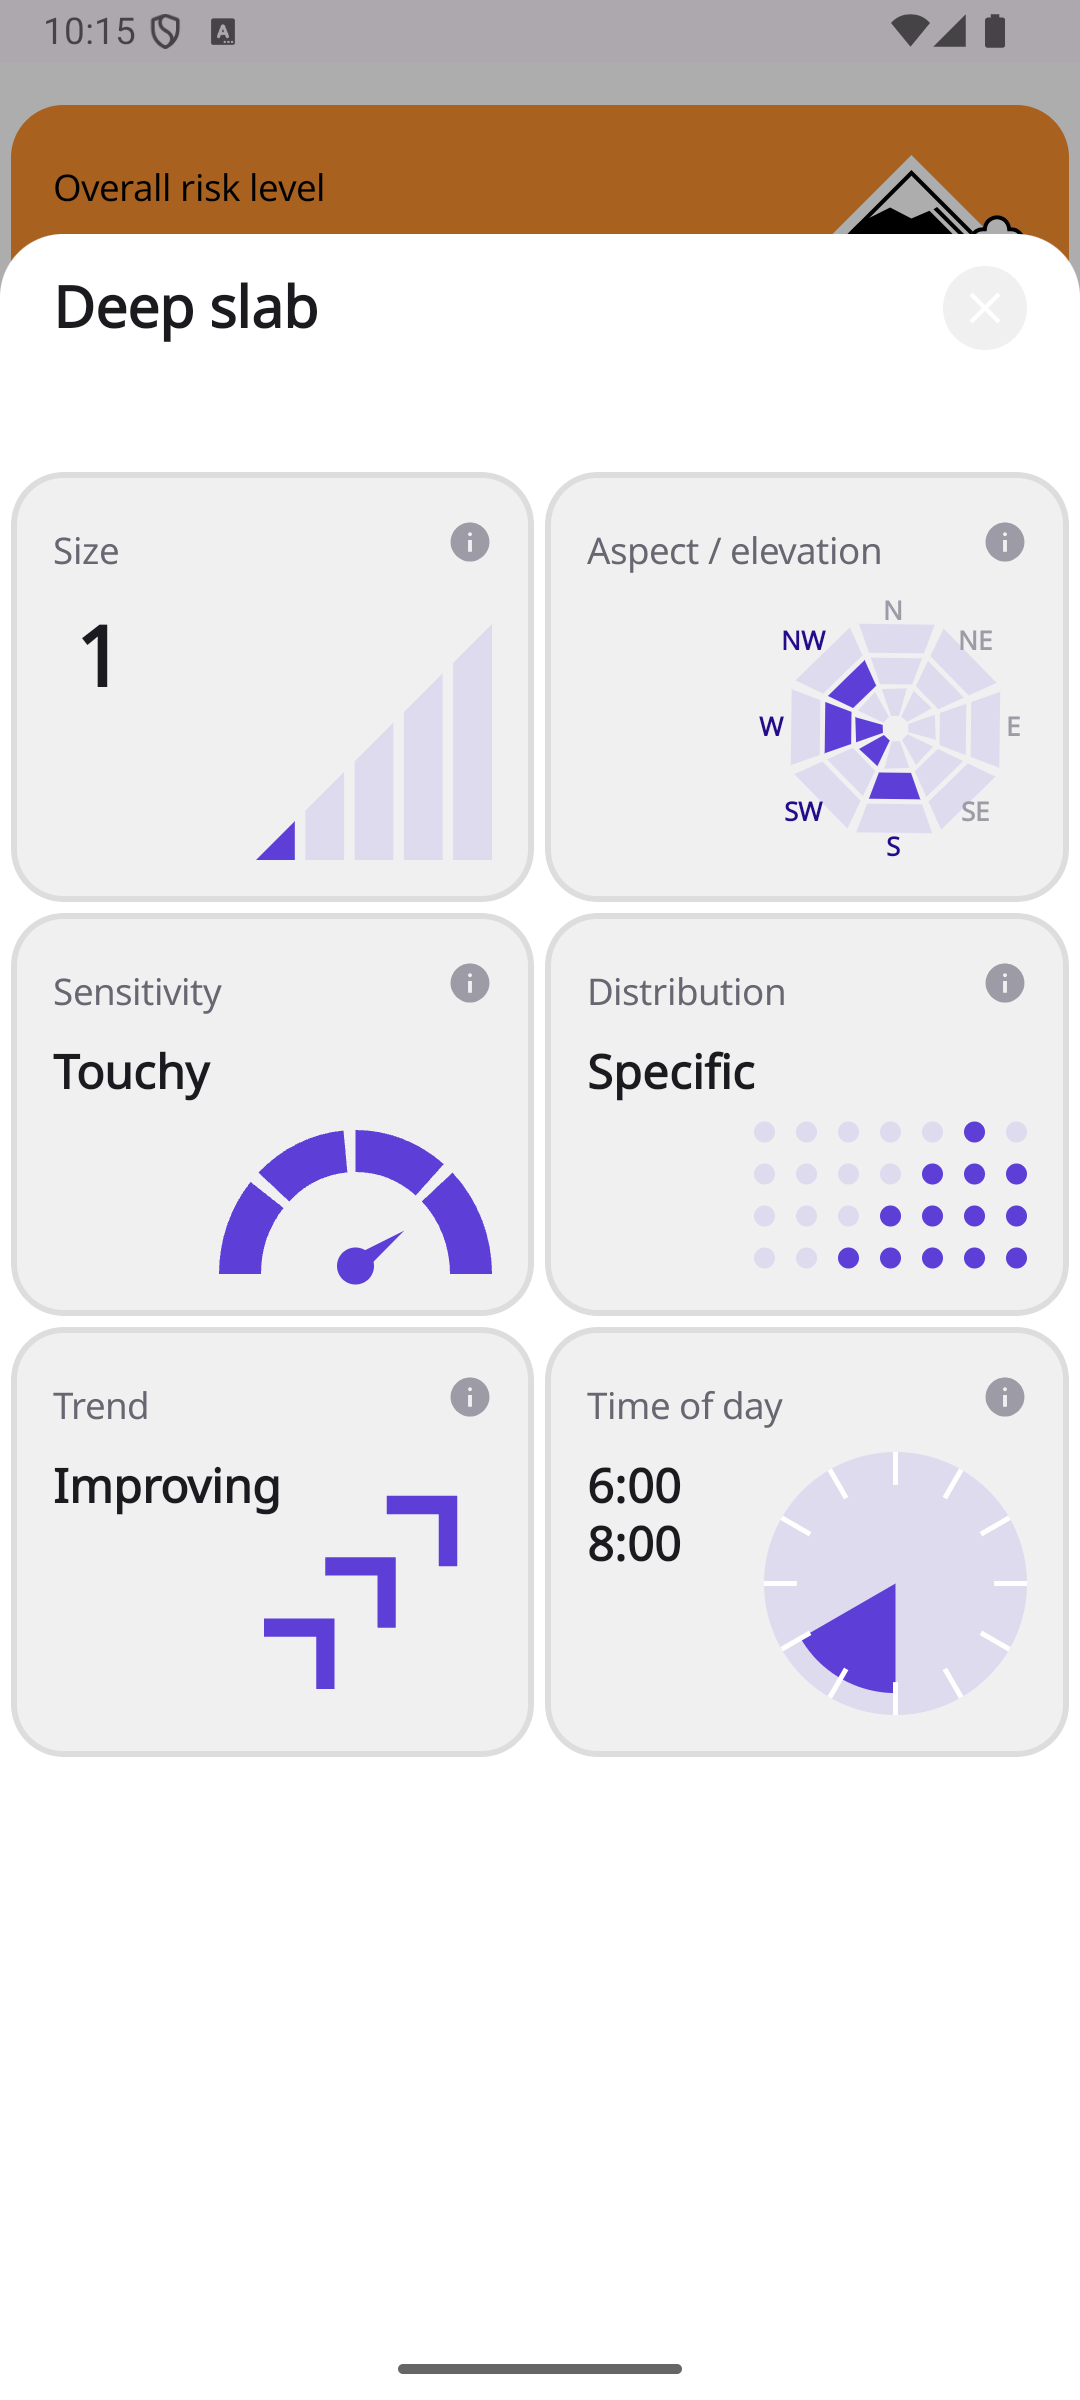 10:15
Overall risk level
Deep slab
Size
1
Aspect / elevation
N
NW
NE
W
E
SW
SE
S
Sensitivity
Touchy
Distribution
Specific
Trend
Improving
Time of day
6:00
8:00